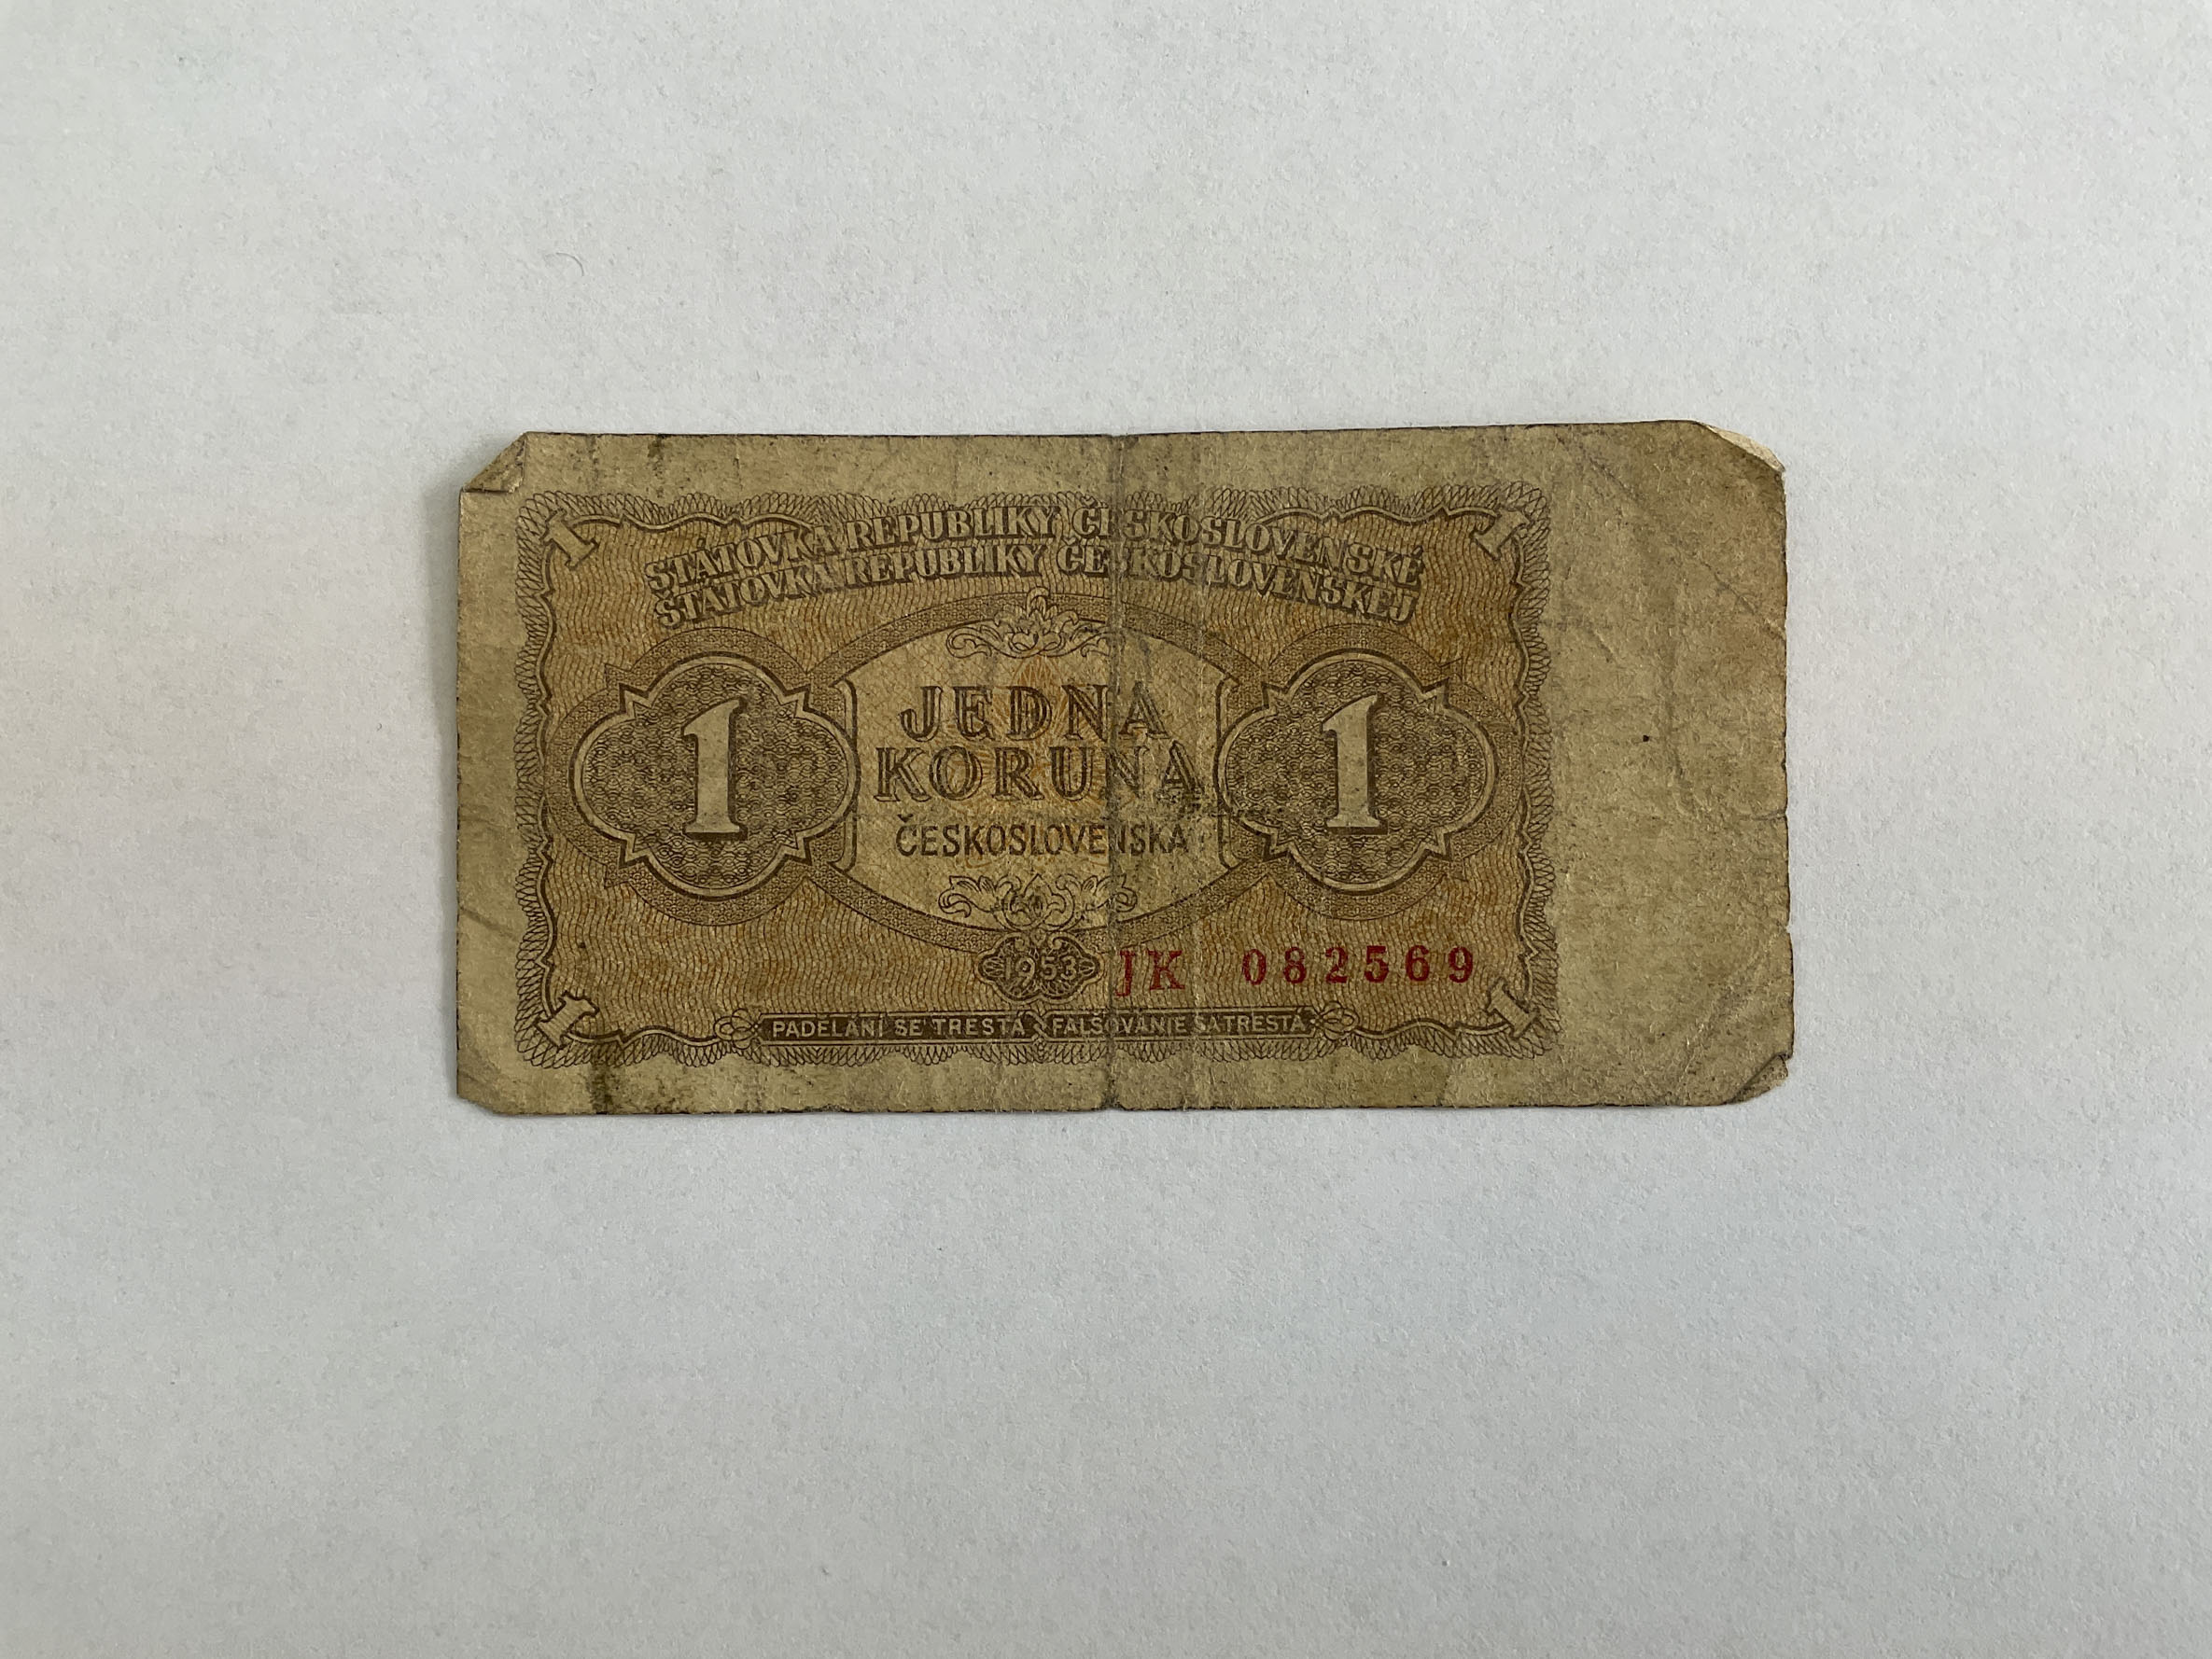 1 1
STÁTOVKA REPUBLIKY ČESKOSLOVENSKÉ
ŠTÁTOVKA REPUBLIKY ČESKOSLOVENSKEJ
1 JEDNA 1
KORUNA
ČESKOSLOVENSKÁ
1953 JK 082569
1 1
PADĚLÁNÍ SE TRESTÁ FALŠOVANIE SA TRESTÁ